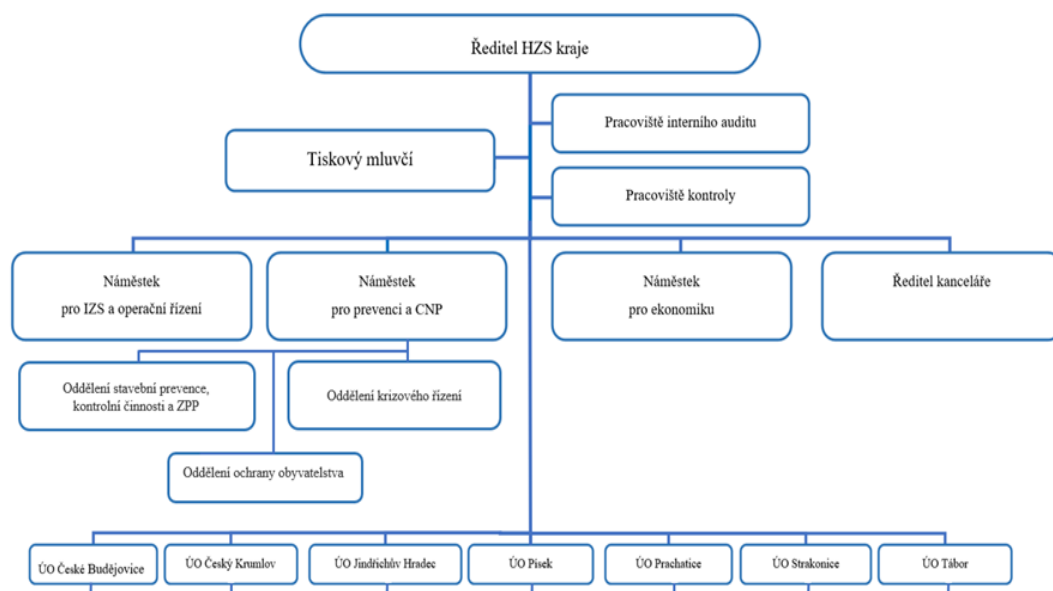 Ředitel HZS kraje
Pracoviště interního auditu
Tiskový mluvčí
Pracoviště kontroly
Náměstek
pro IZS a operační řízení
Náměstek
pro prevenci a CNP
Náměstek
pro ekonomiku
Ředitel kanceláře
Oddělení stavební prevence,
kontrolní činnosti a ZPP
Oddělení krizového řízení
Oddělení ochrany obyvatelstva
ÚO České Budějovice
ÚO Český Krumlov
ÚO Jindřichův Hradec
ÚO Písek
ÚO Prachatice
ÚO Strakonice
ÚO Tábor